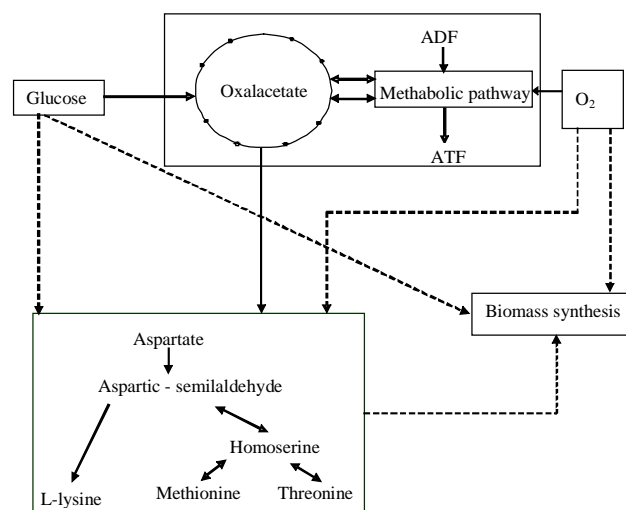 ADF
Glucose
Oxalacetate
Methabolic pathway
O2
ATF
Biomass synthesis
Aspartate
Aspartic - semilaldehyde
Homoserine
L-lysine
Methionine
Threonine